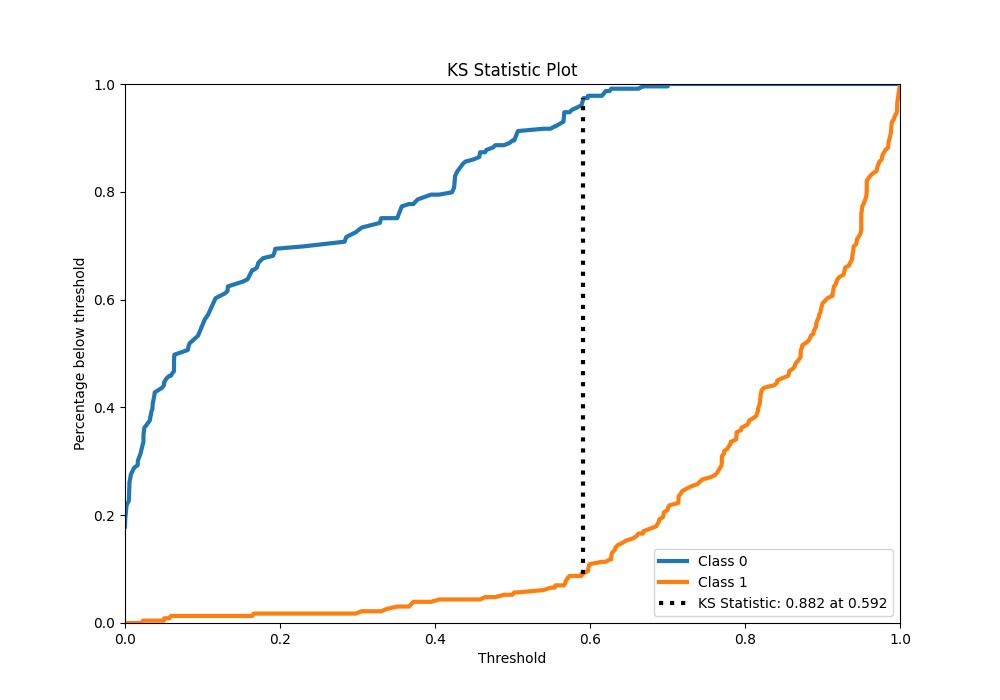 KS Statistic Plot
1.0
0.8
0.6
0.4
0.2
0.0
Percentage below threshold
Class 0
Class 1
KS Statistic: 0.882 at 0.592
0.0 0.2 0.4 0.6 0.8 1.0
Threshold